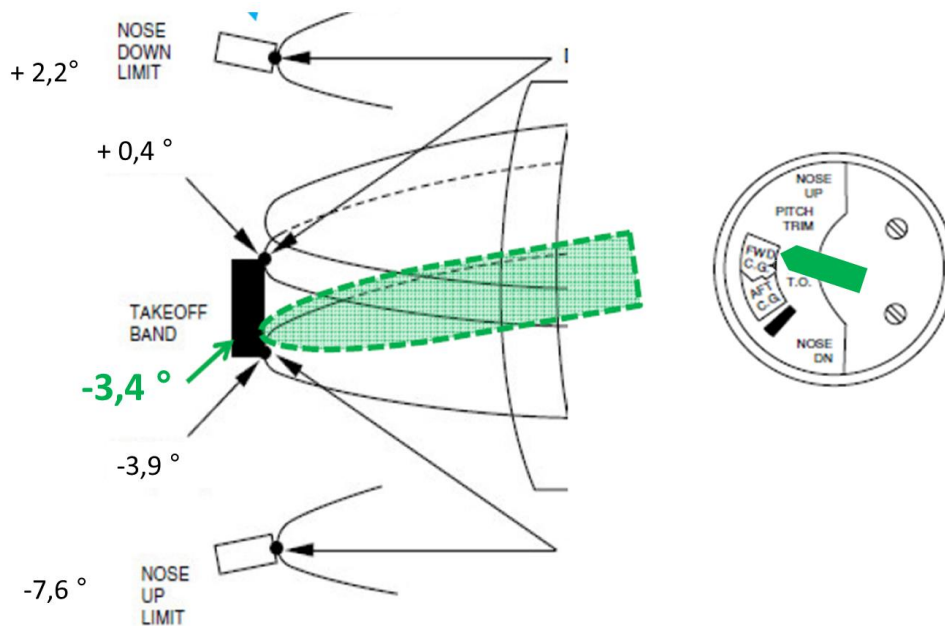 NOSE
DOWN
LIMIT
+ 2,2°
+ 0,4 °
TAKEOFF
BAND
-3,4 °
-3,9 °
-7,6 °
NOSE
UP
LIMIT
NOSE
UP
PITCH
TRIM
FWD
C.G.
T.O.
AFT
C.G.
NOSE
DN